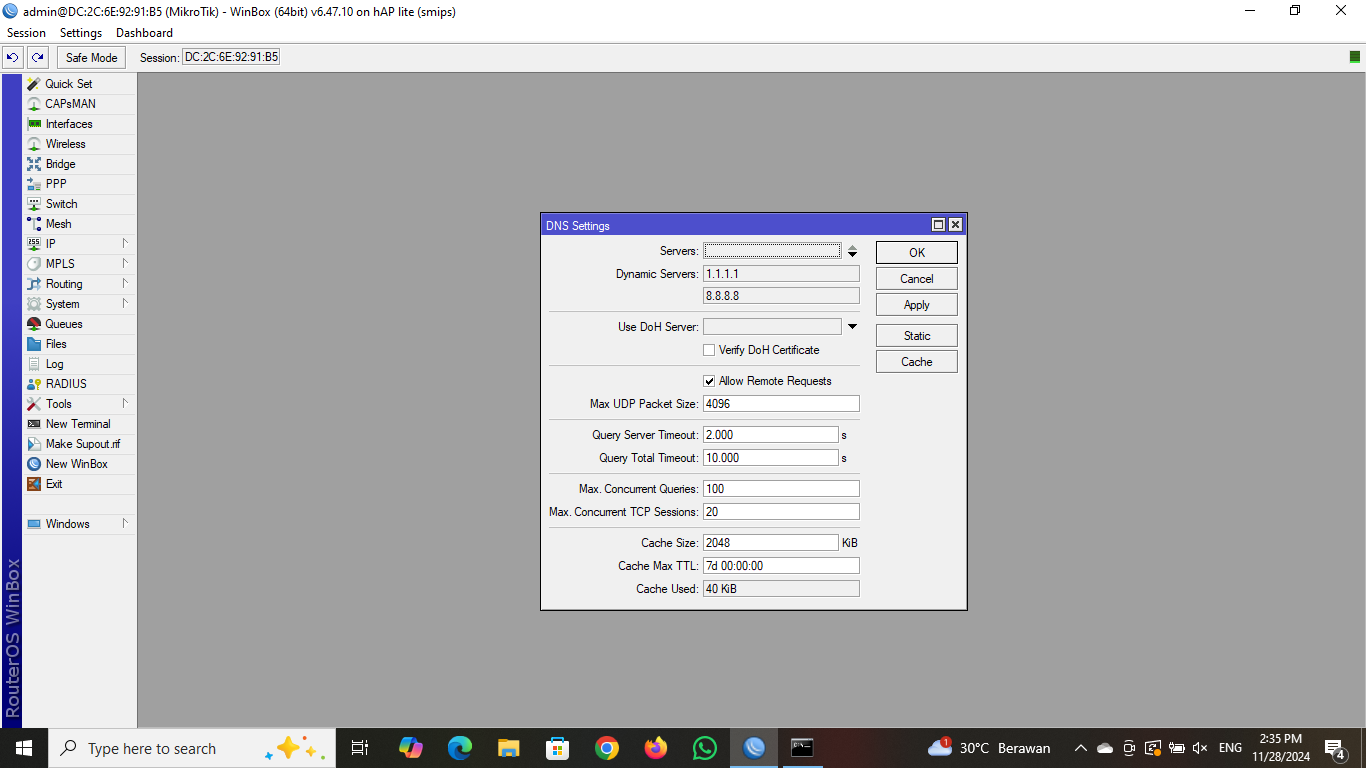 admin@DC:2C:6E:92:91:B5 (MikroTik) - WinBox (64bit) v6.47.10 on hAP lite (smips)
Session Settings Dashboard
Safe Mode Session: DC:2C:6E:92:91:B5
Quick Set
CAPsMAN
Interfaces
Wireless
Bridge
PPP
Switch
Mesh
255 IP
MPLS
Routing
System
Queues
Files
Log
RADIUS
Tools
New Terminal
Make Supout.rif
New WinBox
Exit
Windows
RouterOS WinBox
DNS Settings
Servers:
Dynamic Servers: 1.1.1.1
8.8.8.8
Use DoH Server:
Verify DoH Certificate
Allow Remote Requests
Max UDP Packet Size: 4096
Query Server Timeout: 2.000 s
Query Total Timeout: 10.000 s
Max. Concurrent Queries: 100
Max. Concurrent TCP Sessions: 20
Cache Size: 2048 KiB
Cache Max TTL: 7d 00:00:00
Cache Used: 40 KiB
OK
Cancel
Apply
Static
Cache
Type here to search
1
30°C Berawan
ENG
2:35 PM
11/28/2024
4